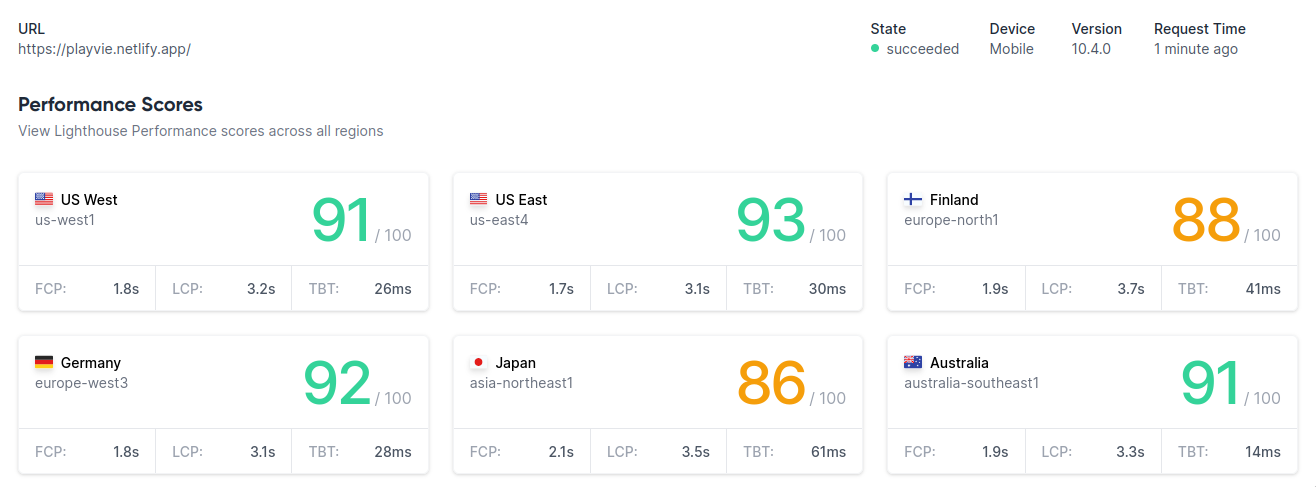 URL
https://playvie.netlify.app/
State
succeeded
Device
Mobile
Version
10.4.0
Request Time
1 minute ago
Performance Scores
View Lighthouse Performance scores across all regions
US West
us-west1
91 / 100
FCP: 1.8s LCP: 3.2s TBT: 26ms
US East
us-east4
93 / 100
FCP: 1.7s LCP: 3.1s TBT: 30ms
Finland
europe-north1
88 / 100
FCP: 1.9s LCP: 3.7s TBT: 41ms
Germany
europe-west3
92 / 100
FCP: 1.8s LCP: 3.1s TBT: 28ms
Japan
asia-northeast1
86 / 100
FCP: 2.1s LCP: 3.5s TBT: 61ms
Australia
australia-southeast1
91 / 100
FCP: 1.9s LCP: 3.3s TBT: 14ms